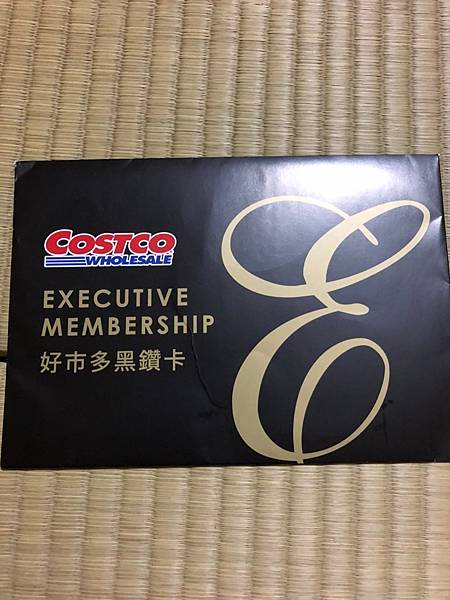 COSTCO
WHOLESALE
EXECUTIVE
MEMBERSHIP
好市多黑鑽卡
E